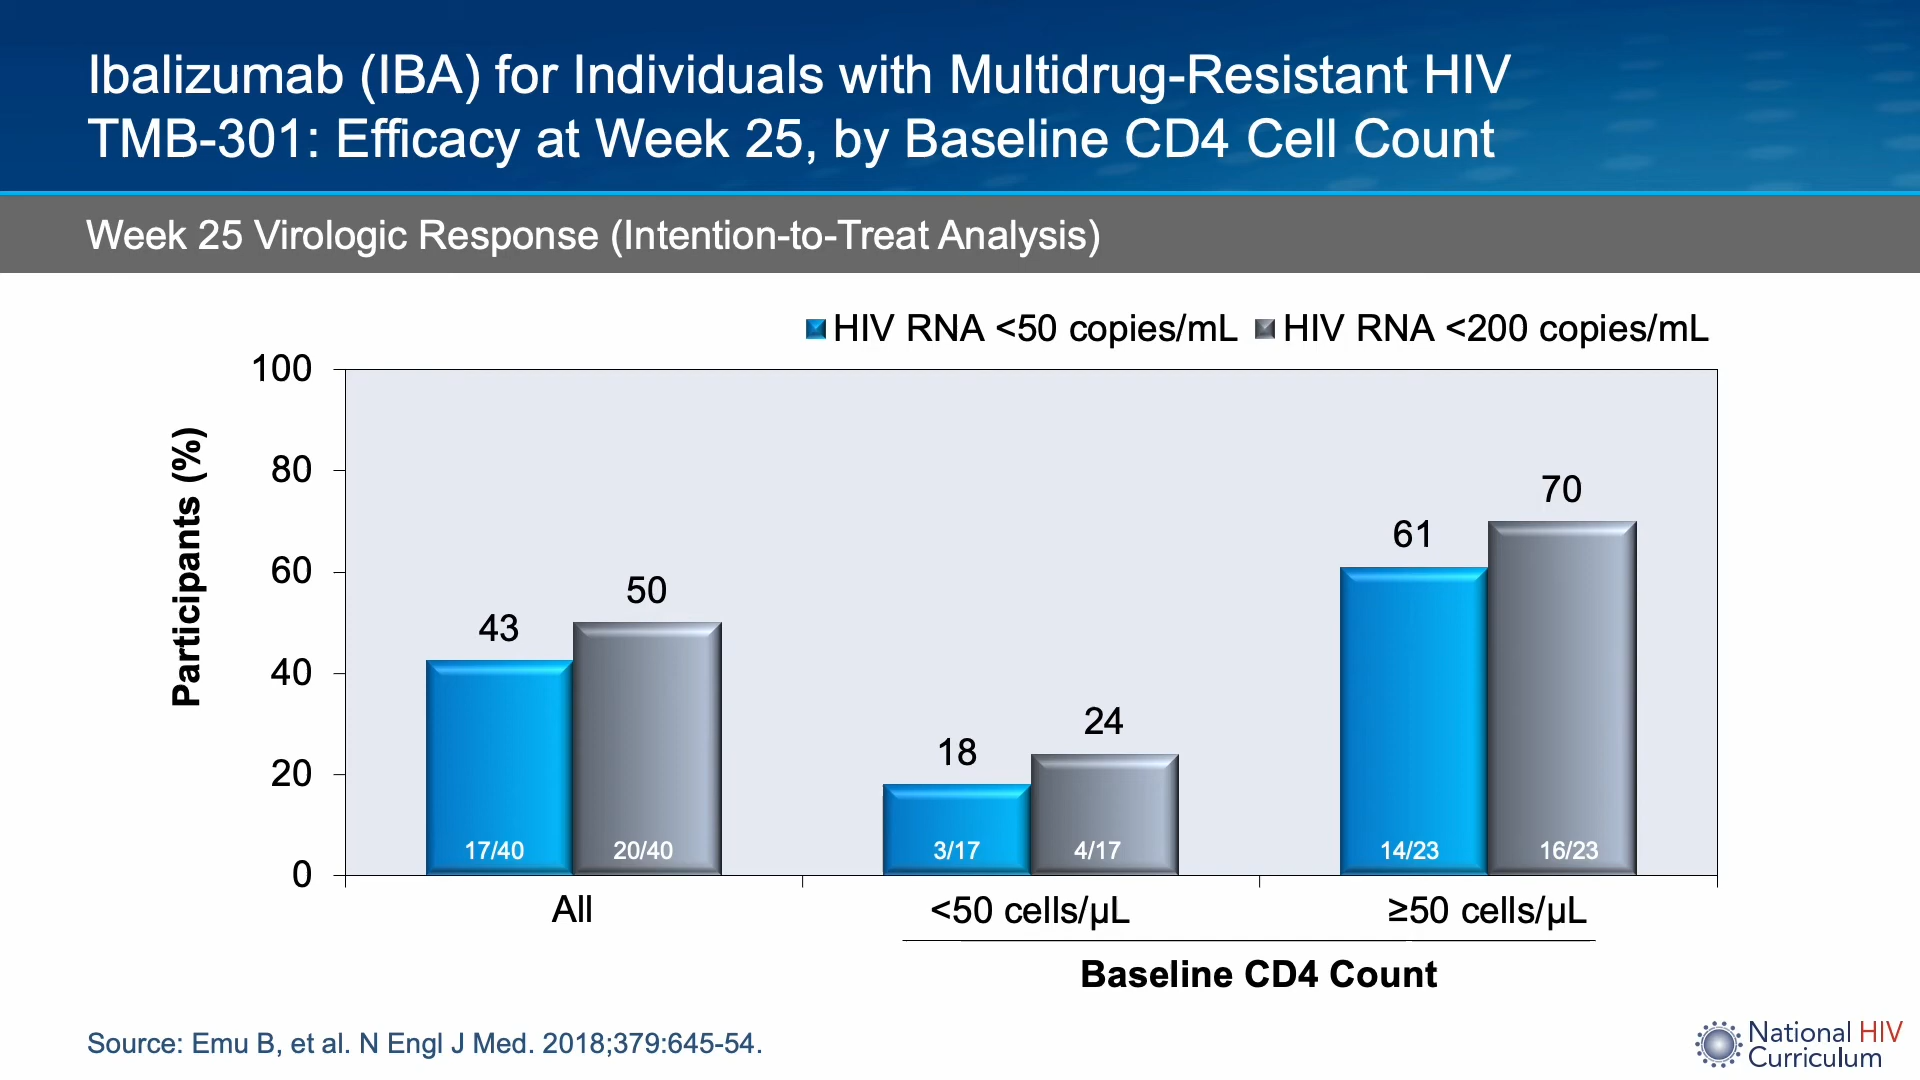 Ibalizumab (IBA) for Individuals with Multidrug-Resistant HIV
TMB-301: Efficacy at Week 25, by Baseline CD4 Cell Count
Week 25 Virologic Response (Intention-to-Treat Analysis)
HIV RNA <50 copies/mL HIV RNA <200 copies/mL
Participants (%)
100
80
60
40
20
0
43
50
18
24
61
70
17/40
20/40
3/17
4/17
14/23
16/23
All
<50 cells/µL
≥50 cells/µL
Baseline CD4 Count
Source: Emu B, et al. N Engl J Med. 2018;379:645-54.
National HIV
Curriculum